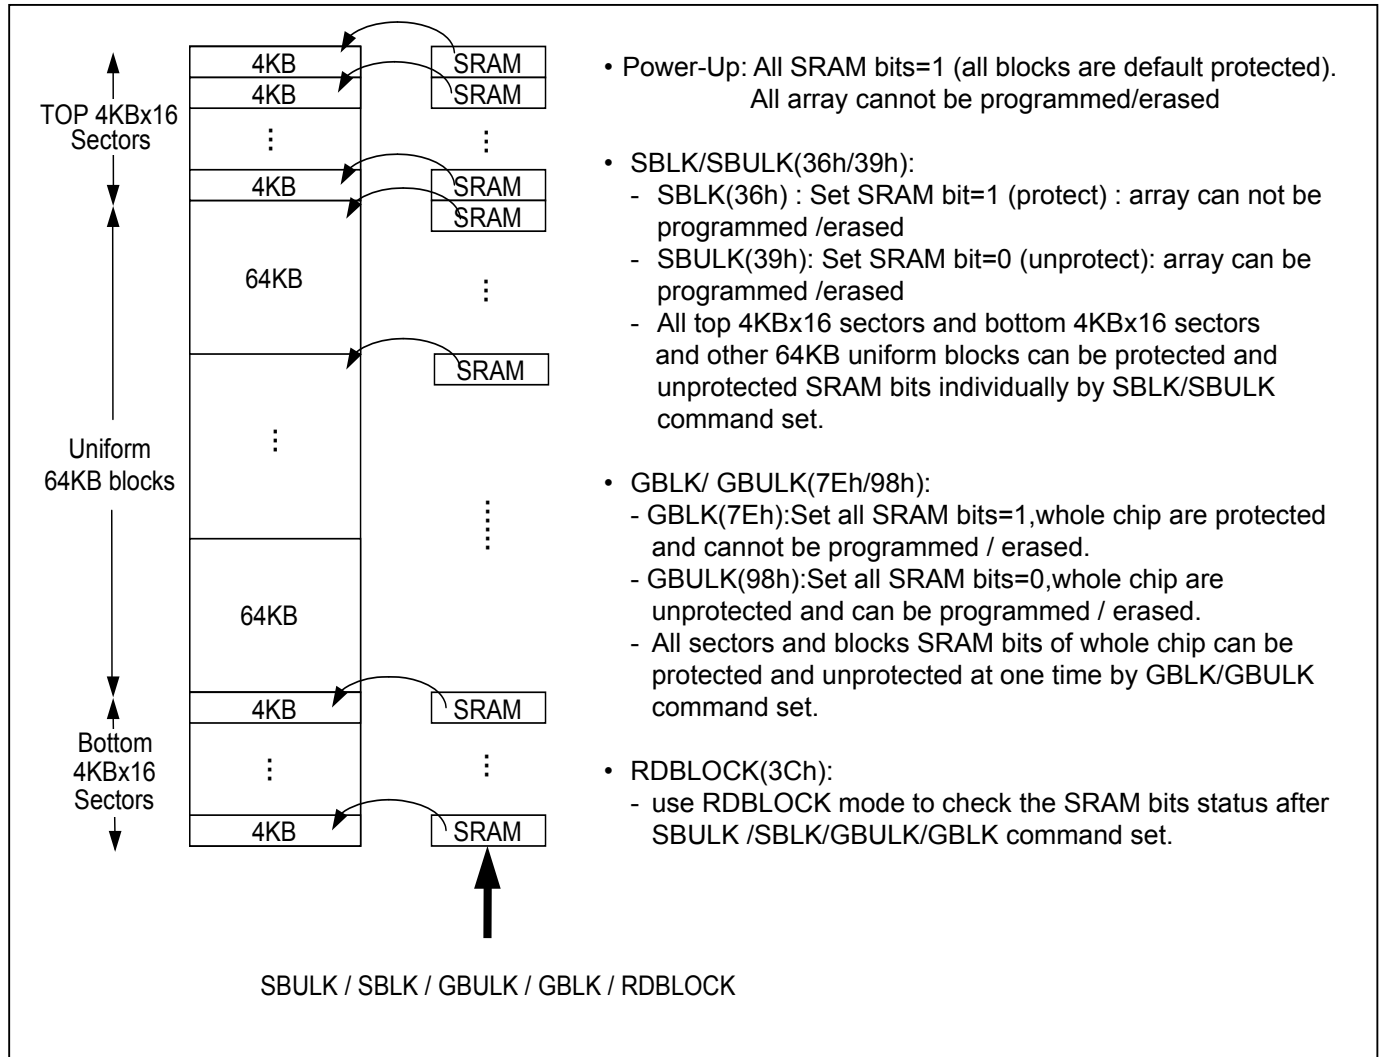 4KB
4KB
⋮
4KB
64KB
⋮
64KB
4KB
⋮
4KB
TOP 4KBx16
Sectors
Uniform
64KB blocks
Bottom
4KBx16
Sectors
SRAM
SRAM
⋮
SRAM
SRAM
⋮
SRAM
SRAM
⋮
SRAM
SBULK / SBLK / GBULK / GBLK / RDBLOCK
• Power-Up: All SRAM bits=1 (all blocks are default protected).
All array cannot be programmed/erased
• SBLK/SBULK(36h/39h):
- SBLK(36h) : Set SRAM bit=1 (protect) : array can not be
programmed /erased
- SBULK(39h): Set SRAM bit=0 (unprotect): array can be
programmed /erased
- All top 4KBx16 sectors and bottom 4KBx16 sectors
and other 64KB uniform blocks can be protected and
unprotected SRAM bits individually by SBLK/SBULK
command set.
• GBLK/ GBULK(7Eh/98h):
- GBLK(7Eh):Set all SRAM bits=1,whole chip are protected
and cannot be programmed / erased.
- GBULK(98h):Set all SRAM bits=0,whole chip are
unprotected and can be programmed / erased.
- All sectors and blocks SRAM bits of whole chip can be
protected and unprotected at one time by GBLK/GBULK
command set.
• RDBLOCK(3Ch):
- use RDBLOCK mode to check the SRAM bits status after
SBULK /SBLK/GBULK/GBLK command set.